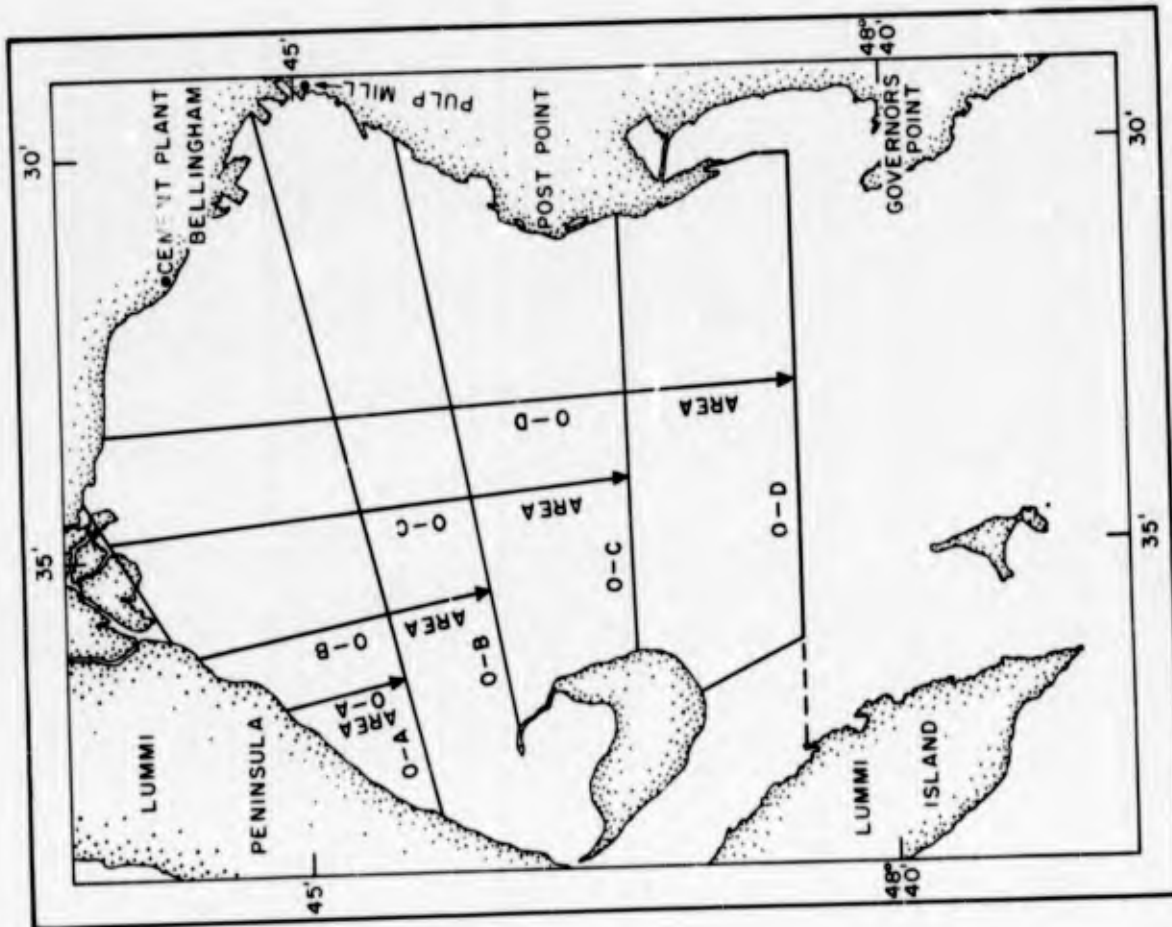 30'
35'
CEMENT PLANT
BELLINGHAM
45'
PULP MILL
LUMMI
PENINSULA
AREA
O-A
O-A
AREA
O-B
O-B
AREA
O-C
O-C
AREA
O-D
O-D
POST POINT
GOVERNORS
POINT
48°
40'
LUMMI
ISLAND
45'
48°
40'
30'
35'